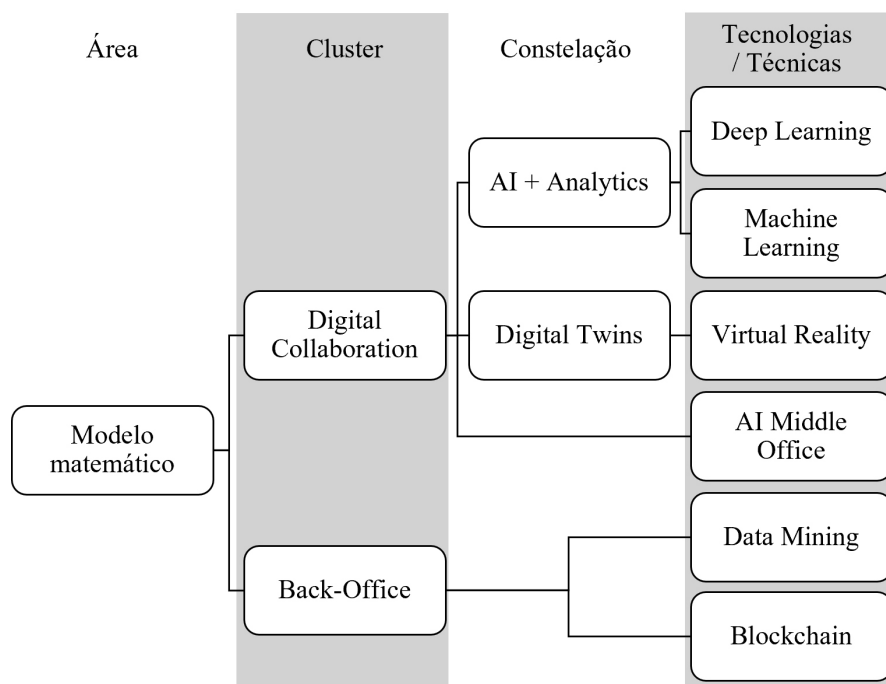 Área
Cluster
Constelação
Tecnologias
/ Técnicas
Deep Learning
AI + Analytics
Machine
Learning
Digital
Collaboration
Digital Twins
Virtual Reality
Modelo
matemático
AI Middle
Office
Data Mining
Back-Office
Blockchain